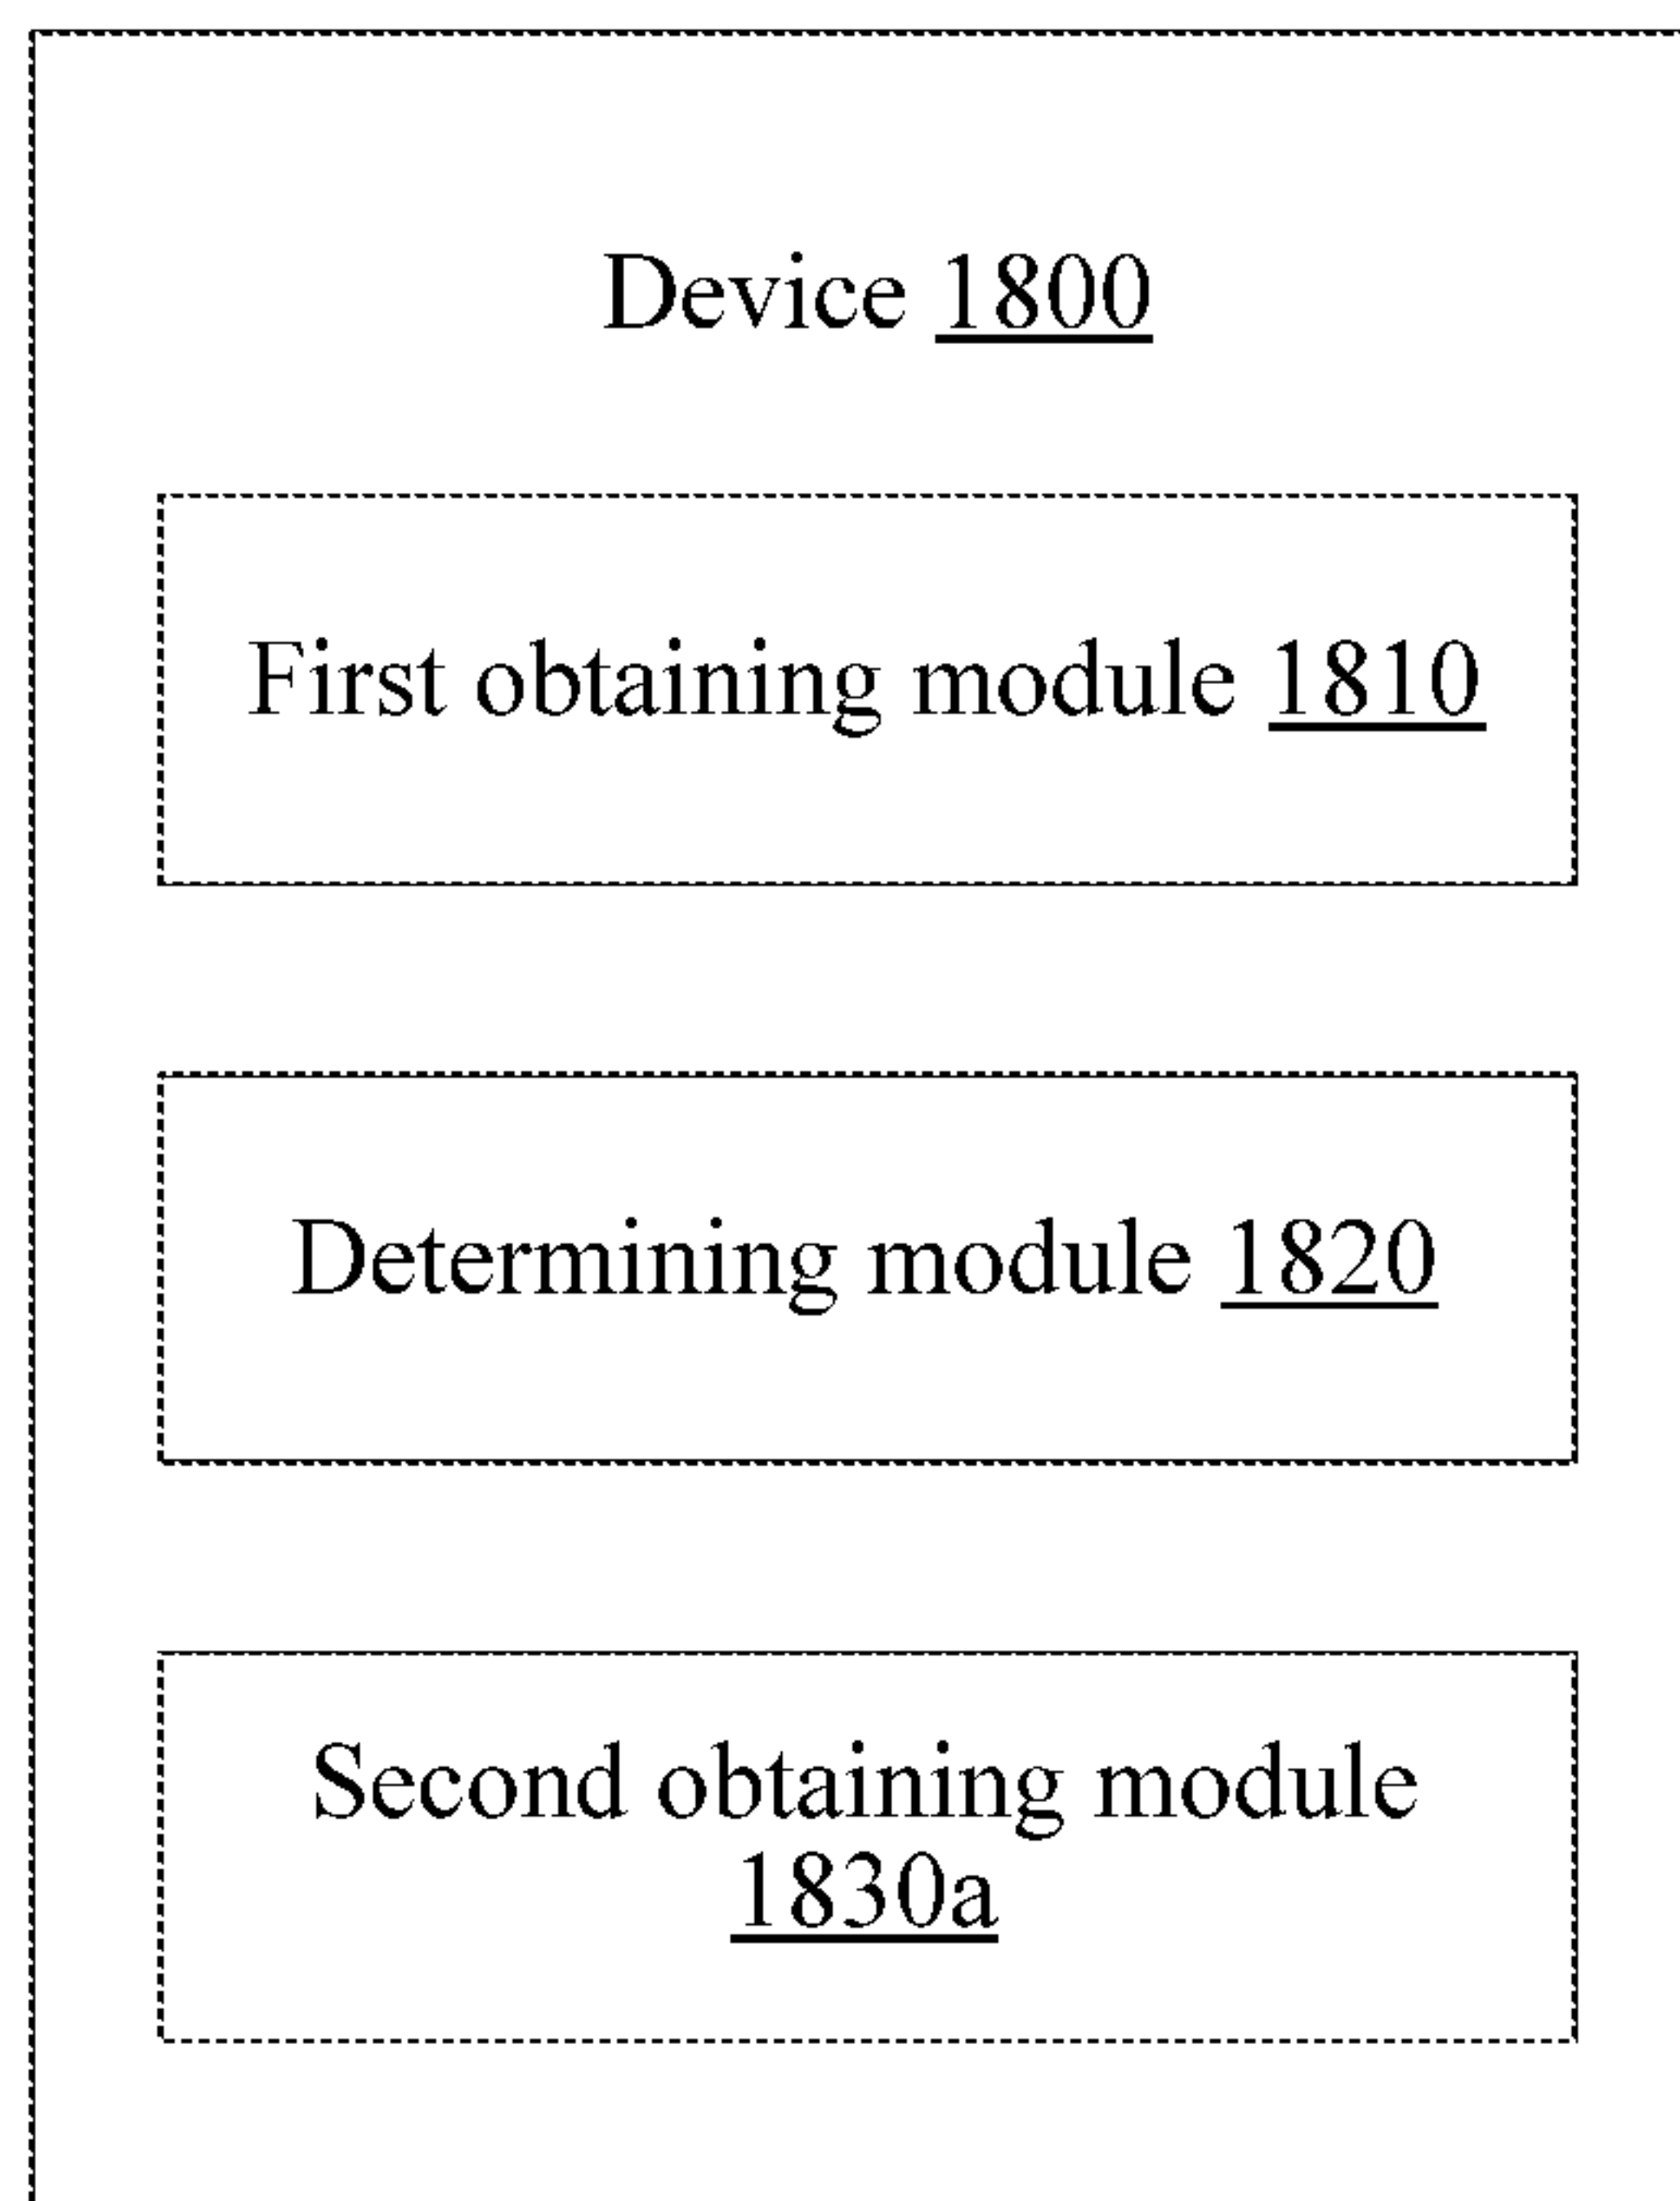 Device 1800
First obtaining module 1810
Determining module 1820
Second obtaining module
1830a